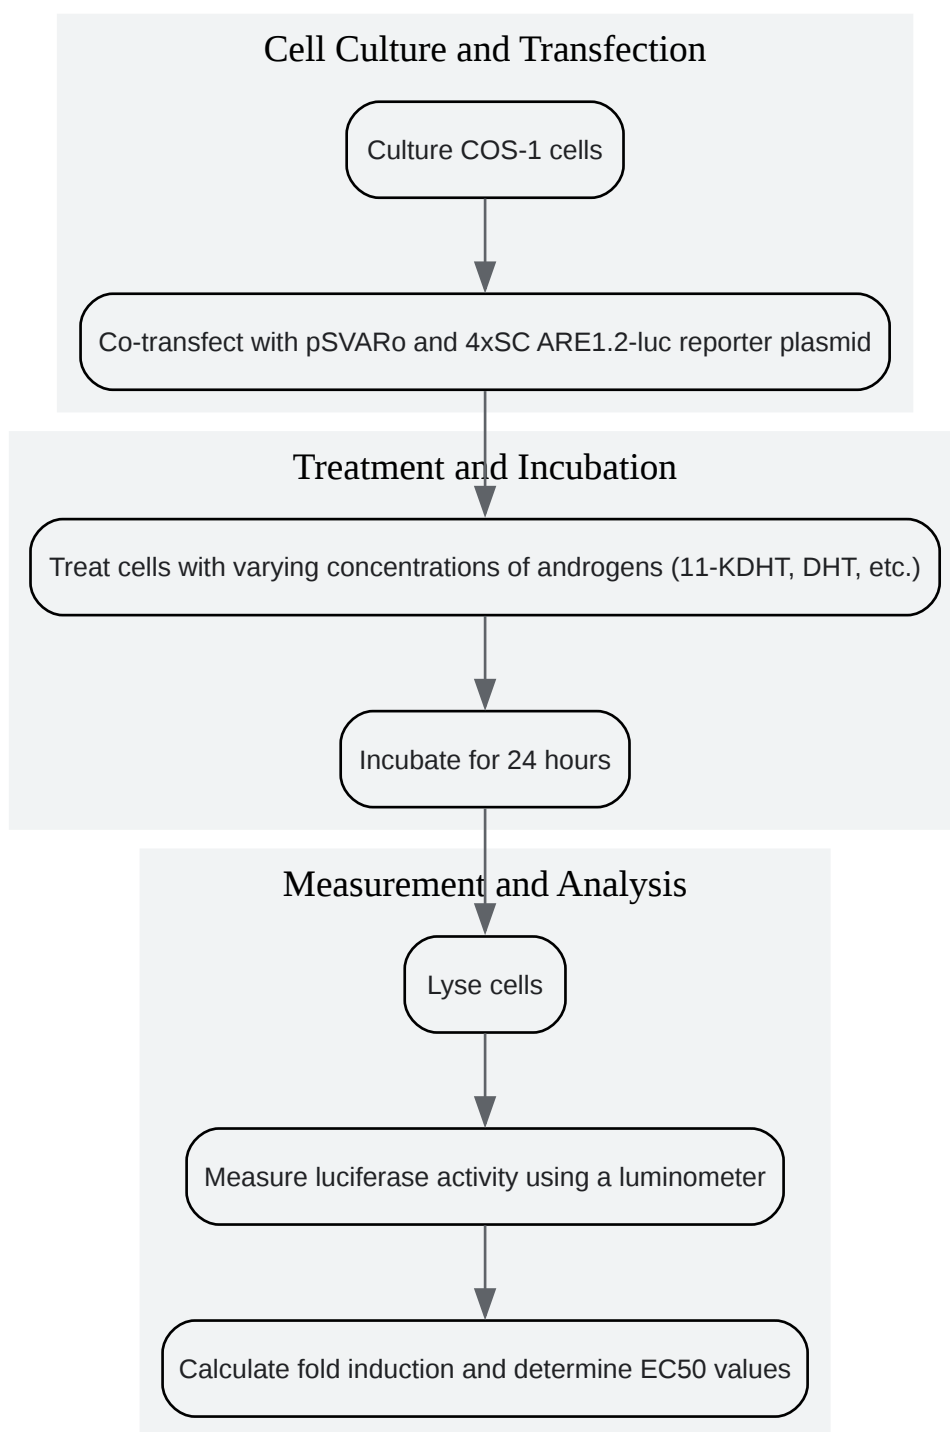 Cell Culture and Transfection
Culture COS-1 cells
Co-transfect with pSVARo and 4xSC ARE1.2-luc reporter plasmid
Treatment and Incubation
Treat cells with varying concentrations of androgens (11-KDHT, DHT, etc.)
Incubate for 24 hours
Measurement and Analysis
Lyse cells
Measure luciferase activity using a luminometer
Calculate fold induction and determine EC50 values